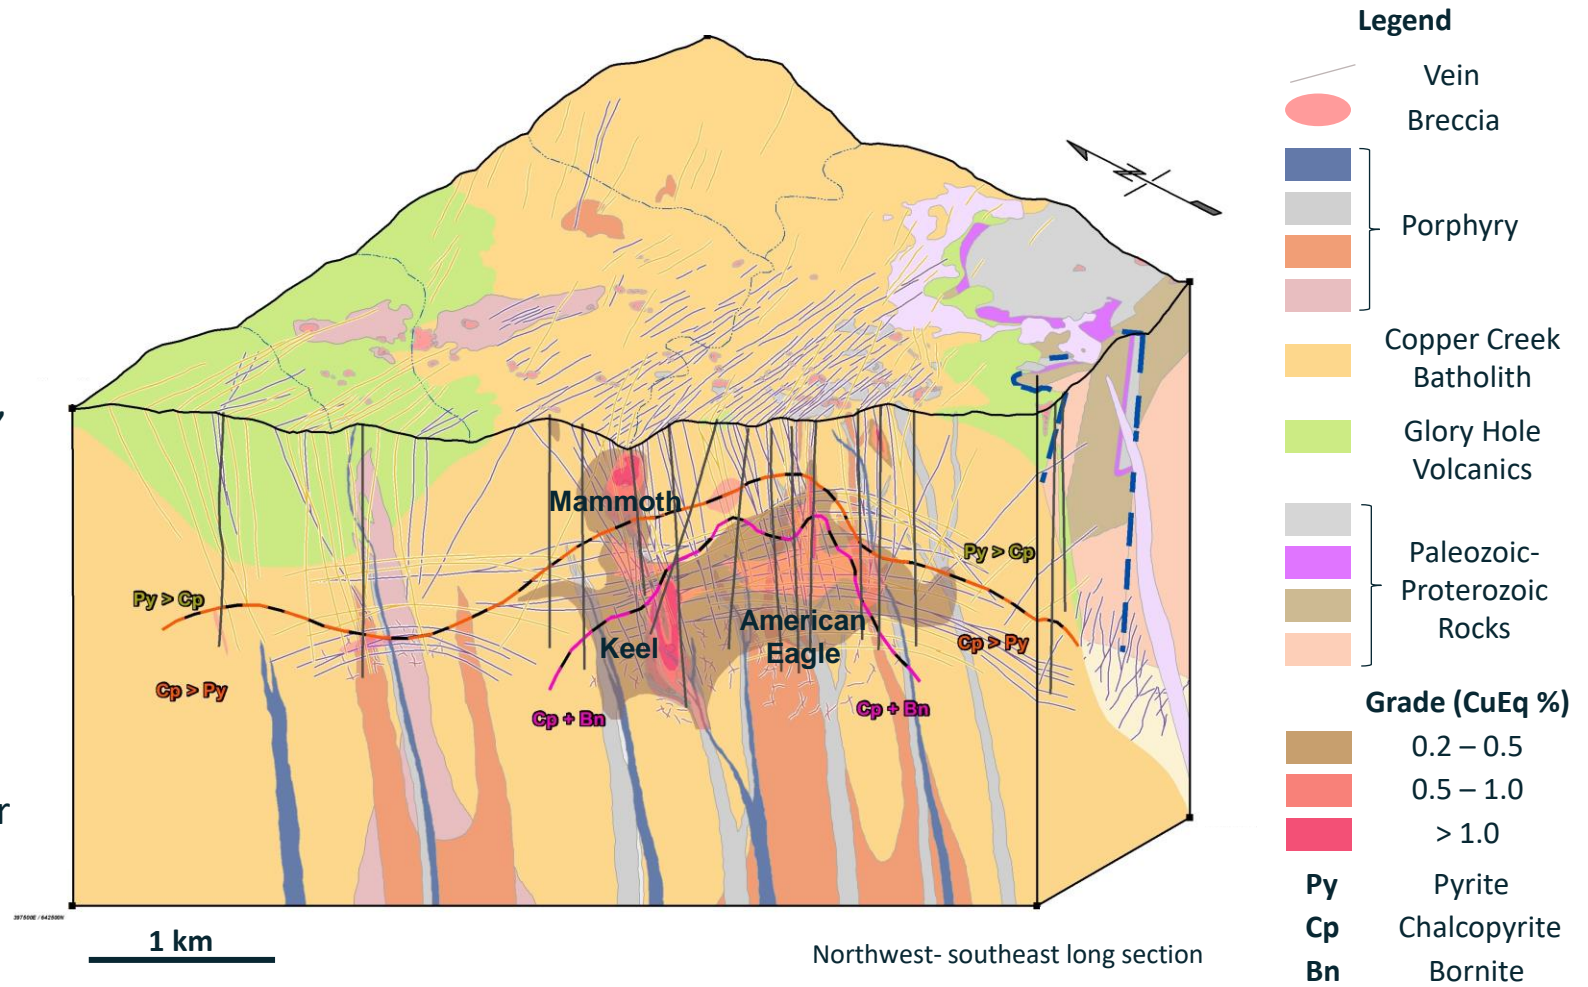 Legend
Vein
Breccia
Porphyry
Copper Creek
Batholith
Glory Hole
Volcanics
Paleozoic-
Proterozoic
Rocks
Grade (CuEq %)
0.2 – 0.5
0.5 – 1.0
> 1.0
Py Pyrite
Cp Chalcopyrite
Bn Bornite
Mammoth
Keel
American
Eagle
Py > Cp
Cp > Py
Cp + Bn
Py > Cp
Cp > Py
Cp + Bn
,
r
1 km
Northwest- southeast long section